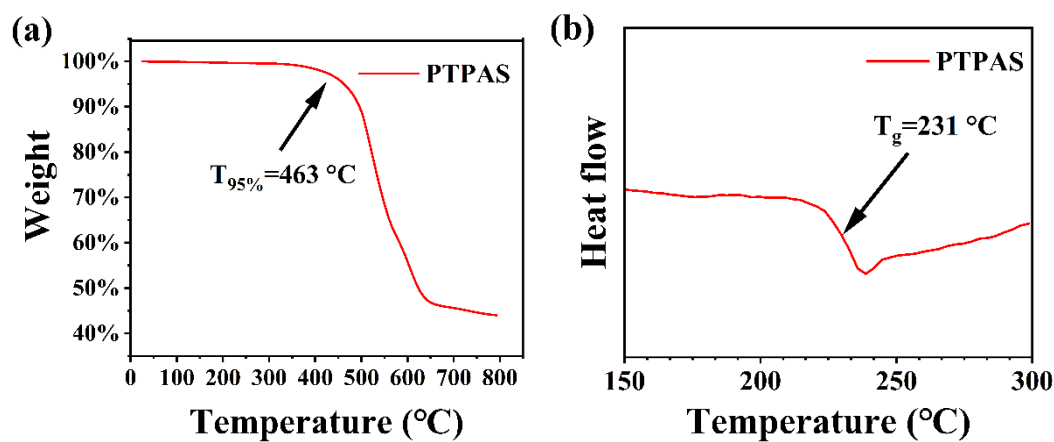 (a)
PTPAS
T95%=463 °C
100%
90%
80%
70%
60%
50%
40%
Weight
0 100 200 300 400 500 600 700 800
Temperature (°C)
(b)
PTPAS
Tg=231 °C
Heat flow
150 200 250 300
Temperature (°C)